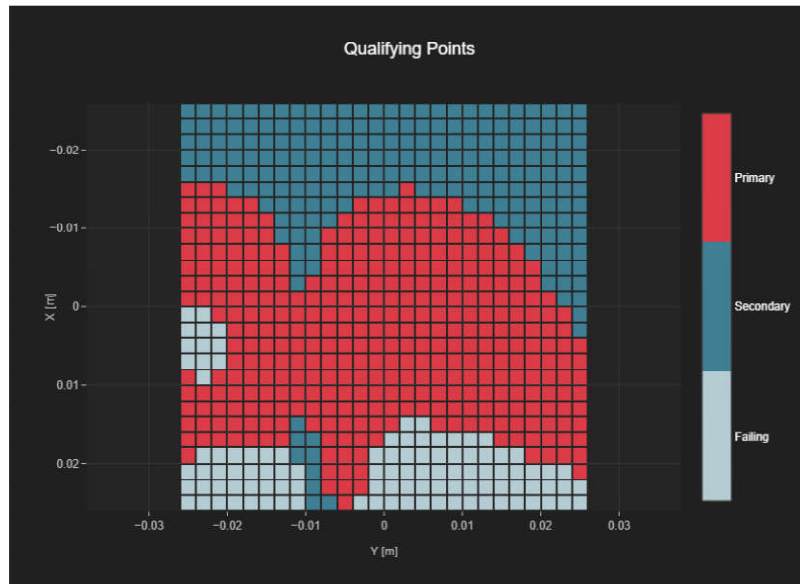 Qualifying Points
−0.02
−0.01
0
0.01
0.02
X [m]
−0.03
−0.02
−0.01
0
0.01
0.02
0.03
Y [m]
Primary
Secondary
Failing